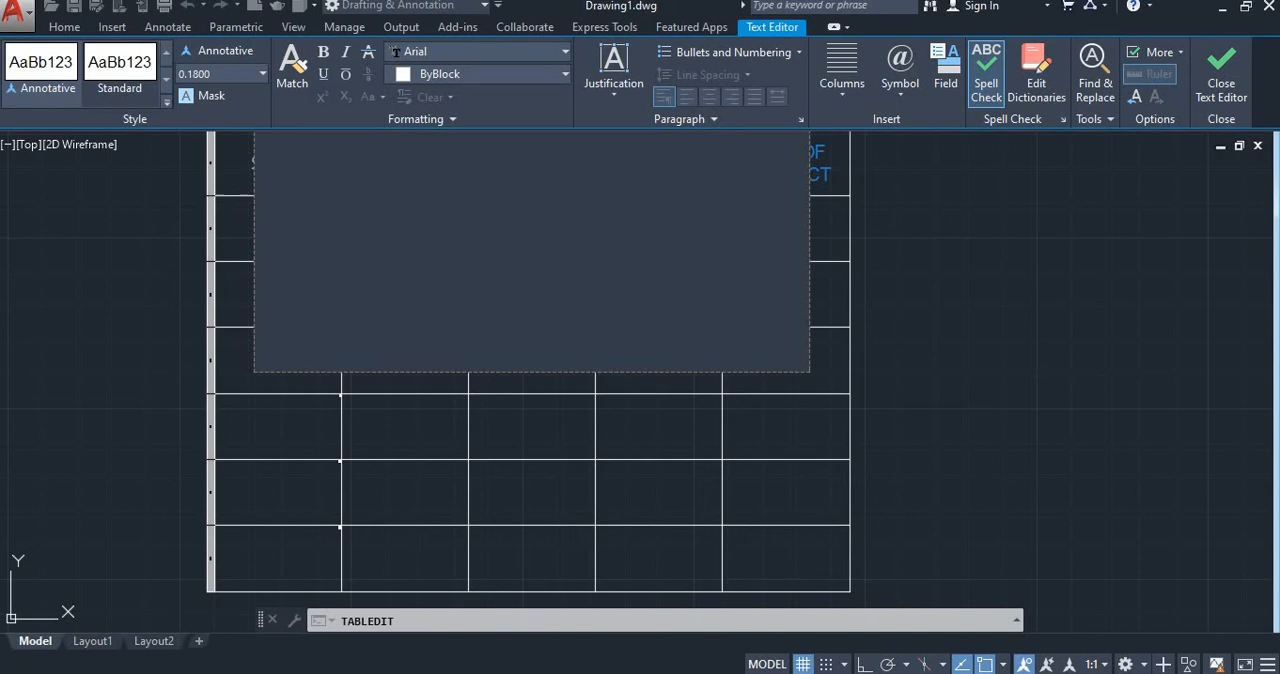 Drafting & Annotation Drawing1.dwg Type a keyword or phrase Sign In
Home Insert Annotate Parametric View Manage Output Add-ins Collaborate Express Tools Featured Apps Text Editor
AaBb123 AaBb123 Annotative
Annotative Standard 0.1800
Mask
Style
Match B I A Arial
U O ByBlock
Aa Clear
Formatting
Justification
Bullets and Numbering
Line Spacing
Paragraph
Columns
Symbol
Field
Insert
ABC
Spell
Check
Edit
Dictionaries
Spell Check
Find &
Replace
Tools
More
Ruler
Options
Close
Text Editor
Close
[−][Top][2D Wireframe]
OF
CT
Y
X
TABLEDIT
Model Layout1 Layout2 +
MODEL 1:1